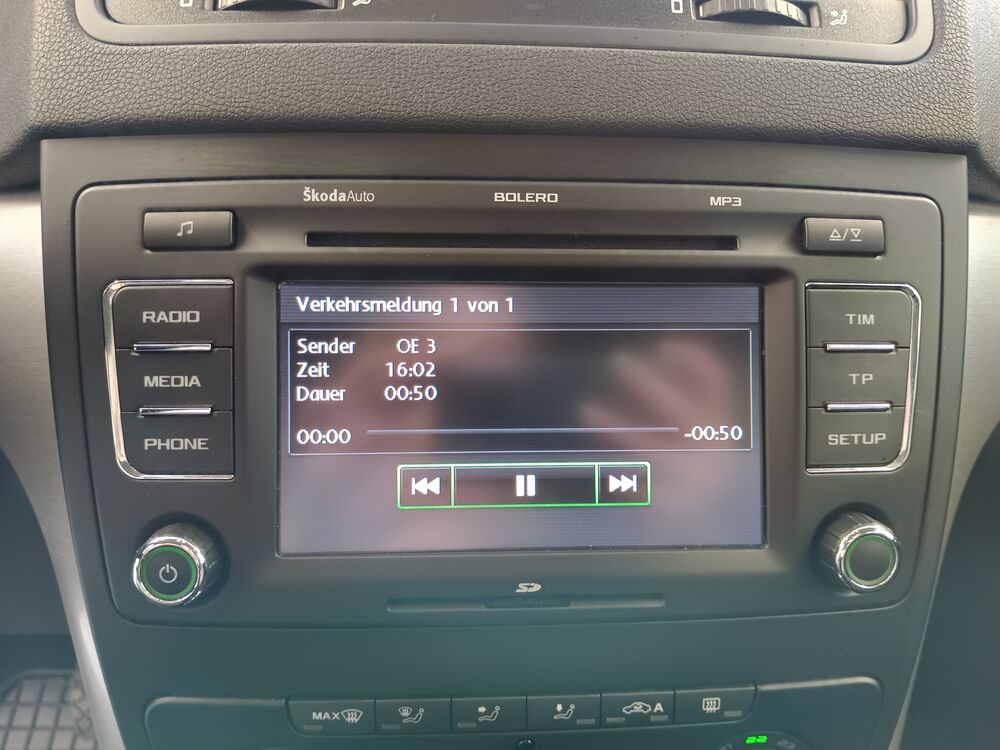 ŠkodaAuto BOLERO MP3
RADIO
MEDIA
PHONE
TIM
TP
SETUP
Verkehrsmeldung 1 von 1
Sender OE 3
Zeit 16:02
Dauer 00:50
00:00 -00:50
SD
MAX
A
22